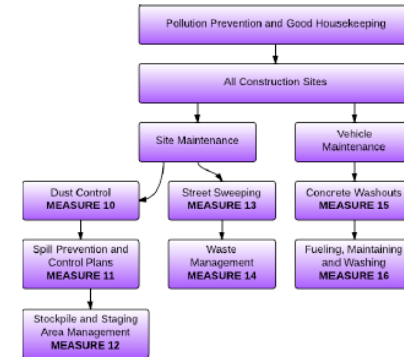 Pollution Prevention and Good Housekeeping
All Construction Sites
Site Maintenance
Vehicle
Maintenance
Dust Control
MEASURE 10
Street Sweeping
MEASURE 13
Concrete Washouts
MEASURE 15
Spill Prevention and
Control Plans
MEASURE 11
Waste
Management
MEASURE 14
Fueling, Maintaining
and Washing
MEASURE 16
Stockpile and Staging
Area Management
MEASURE 12